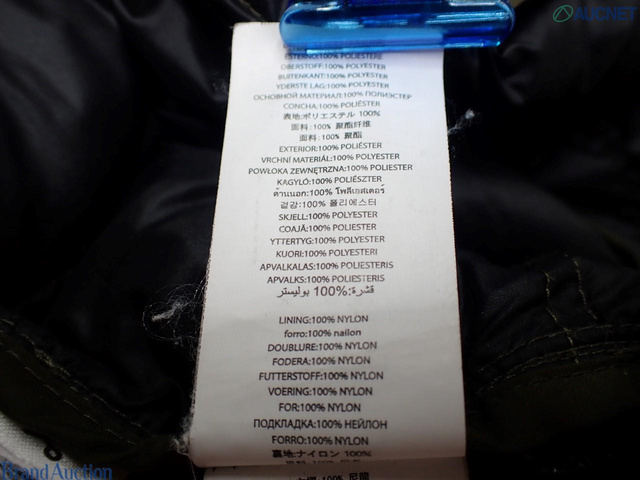 AUCNET
ESTERNO:100% POLIESTERE
OBERSTOFF:100% POLYESTER
BUITENKANT:100% POLYESTER
YDERSTE LAG:100% POLYESTER
ОСНОВНОЙ МАТЕРИАЛ:100% ПОЛИЭСТЕР
CONCHA:100% POLIÉSTER
表地:ポリエステル 100%
面料:100% 聚酯纤维
面料:100% 聚酯
EXTERIOR:100% POLIÉSTER
VRCHNÍ MATERIÁL:100% POLYESTER
POWŁOKA ZEWNĘTRZNA:100% POLIESTER
KAGYLÓ:100% POLIÉSZTER
ด้านนอก:100% โพลีเอสเตอร์
겉감:100% 폴리에스터
SKJELL:100% POLYESTER
COAJĂ:100% POLYESTER
YTTERTYG:100% POLYESTER
KUORI:100% POLYESTERI
APVALKALAS:100% POLIESTERIS
APVALKS:100% POLIESTERIS
قشرة:%100 بوليستر
LINING:100% NYLON
forro:100% nailon
DOUBLURE:100% NYLON
FODERA:100% NYLON
FUTTERSTOFF:100% NYLON
VOERING:100% NYLON
FOR:100% NYLON
ПОДКЛАДКА:100% НЕЙЛОН
FORRO:100% NYLON
裏地:ナイロン 100%
100% 尼龍
Brand Auction